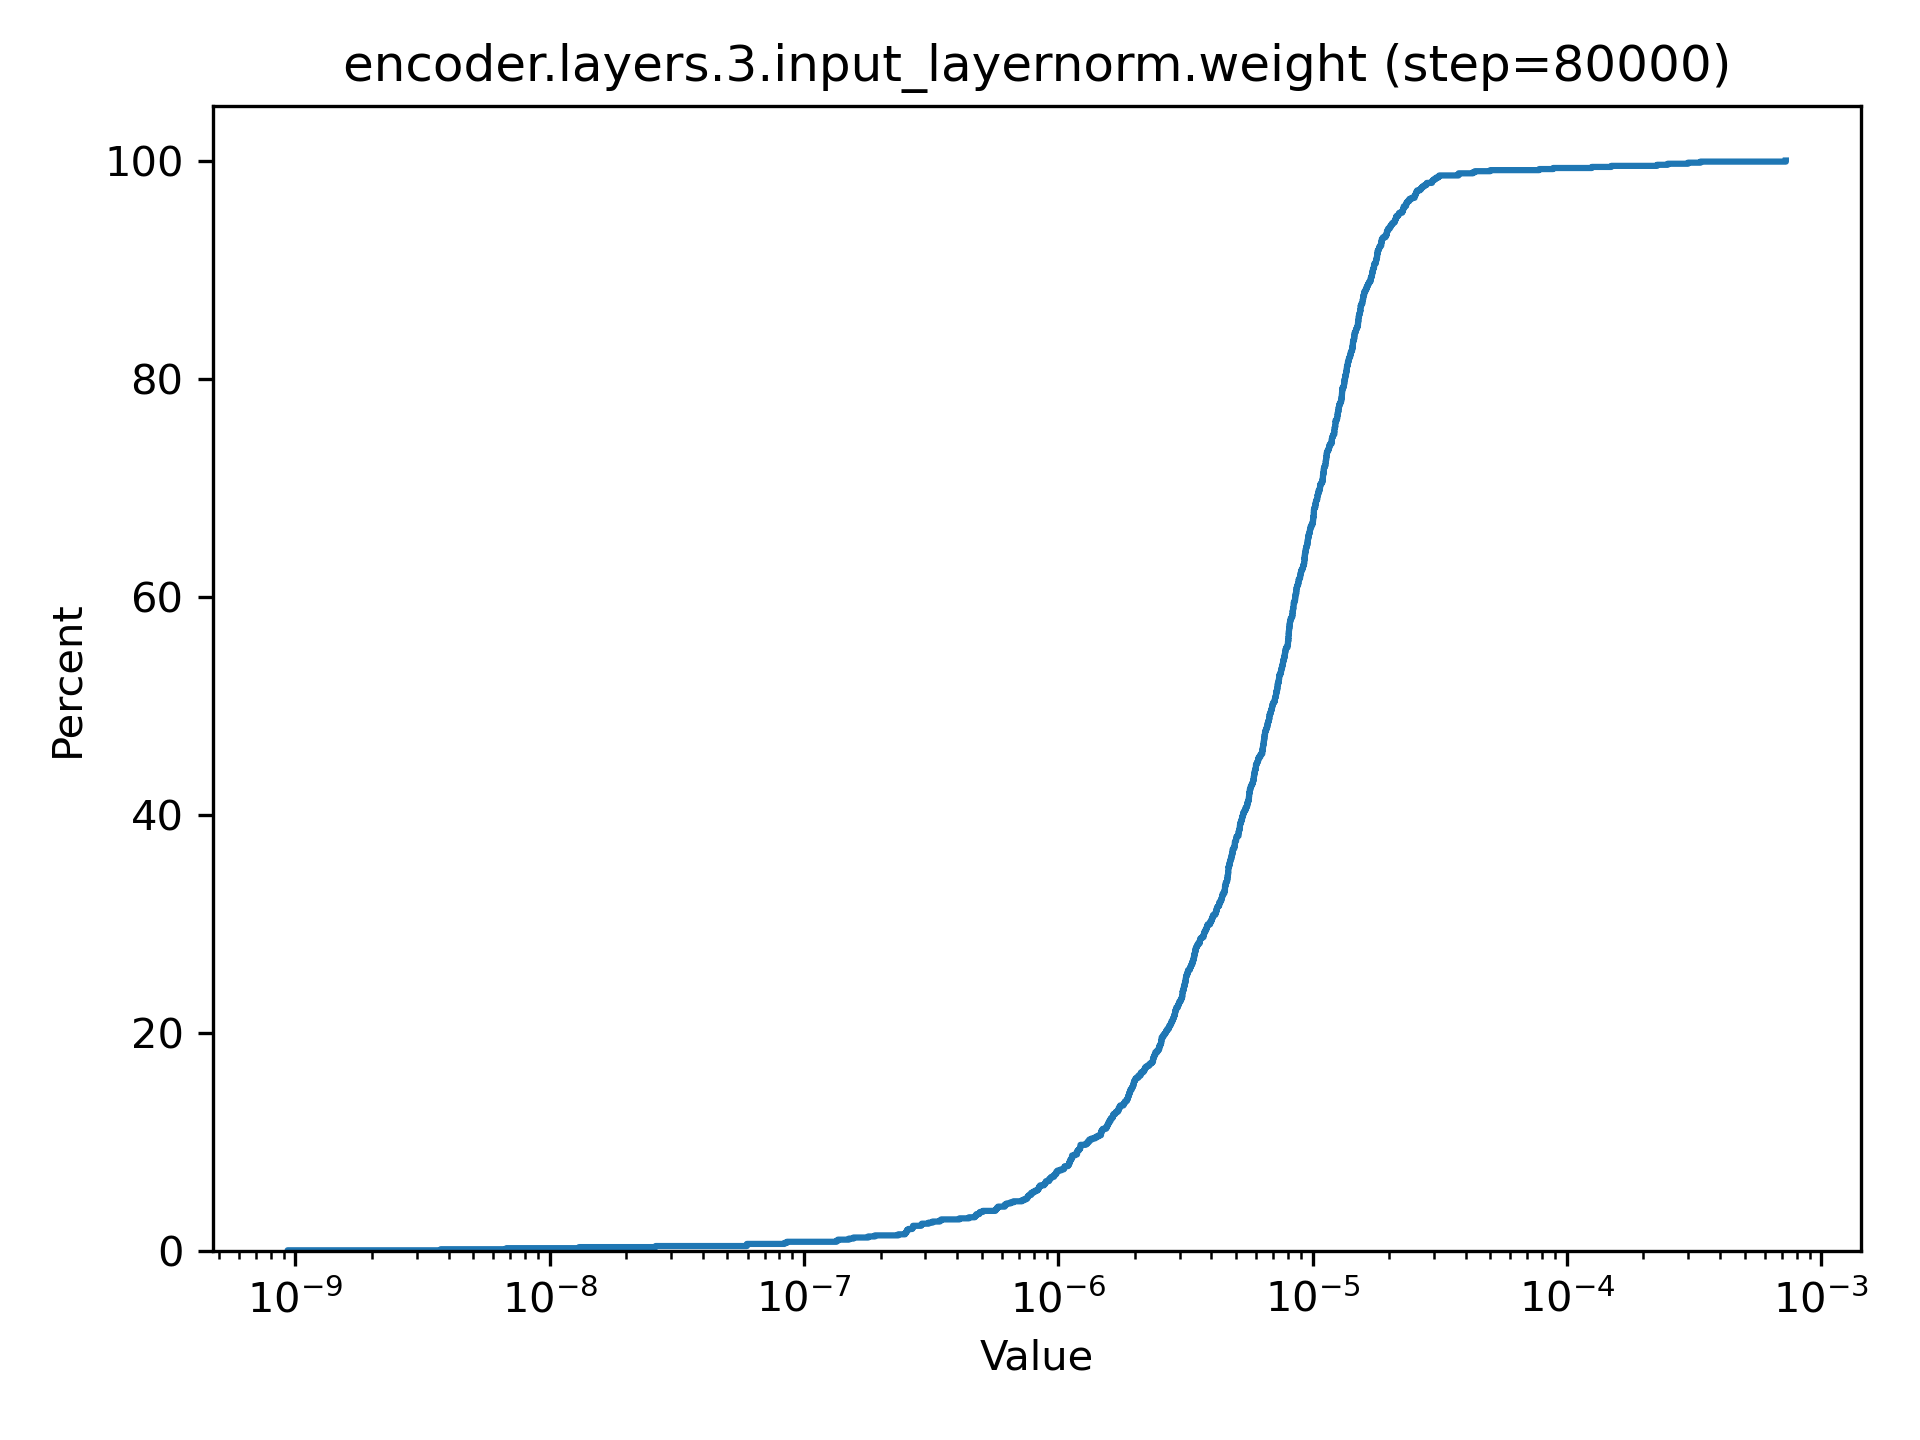 encoder.layers.3.input_layernorm.weight (step=80000)
Percent
100
80
60
40
20
0
10⁻⁹ 10⁻⁸ 10⁻⁷ 10⁻⁶ 10⁻⁵ 10⁻⁴ 10⁻³
Value